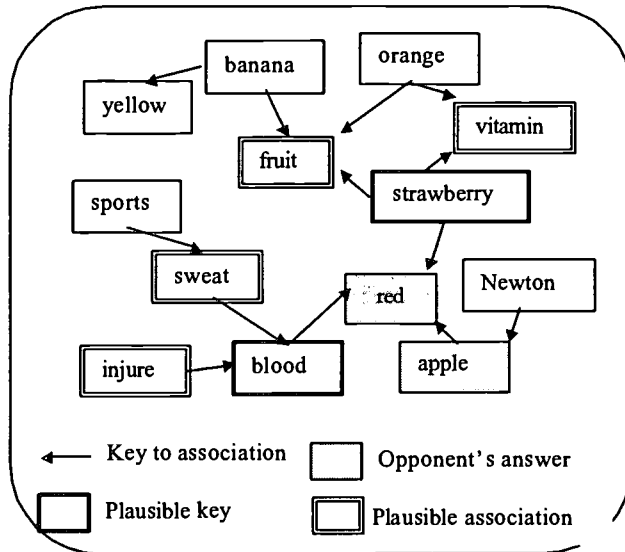 banana
orange
yellow
vitamin
fruit
strawberry
sports
sweat
red
Newton
injure
blood
apple
Key to association
Opponent's answer
Plausible key
Plausible association